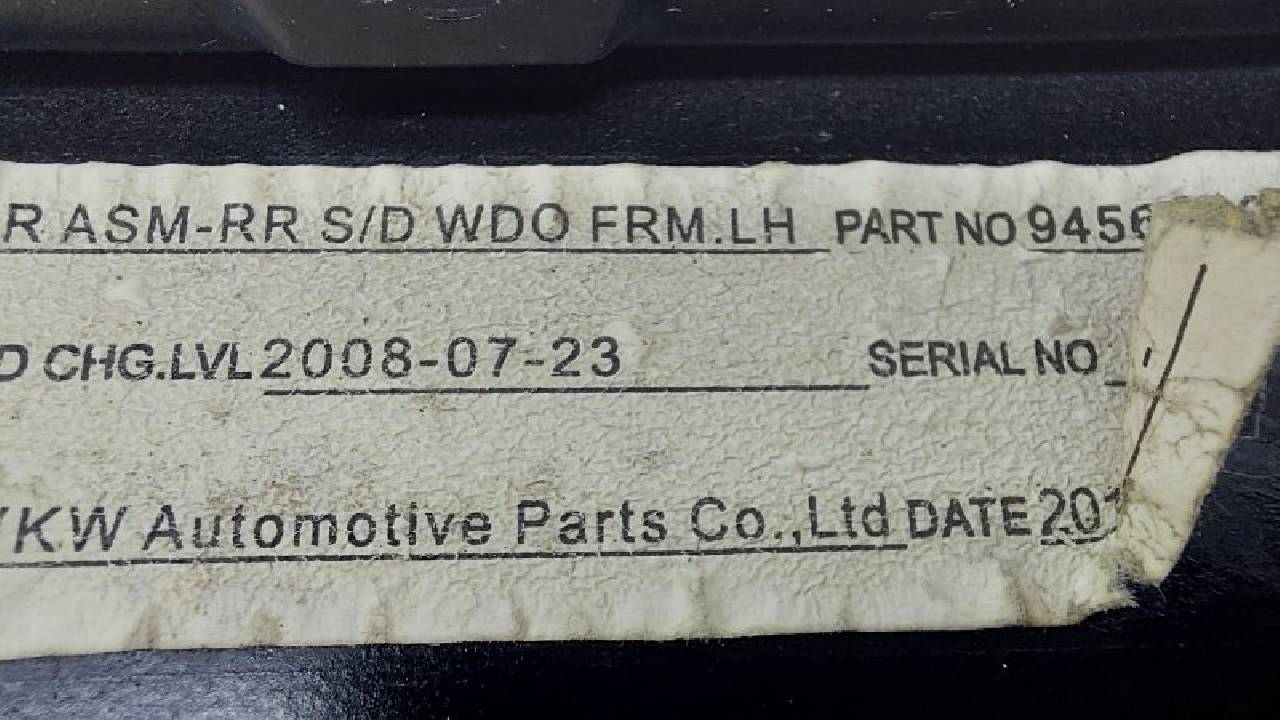 R ASM-RR S/D WDO FRM.LH PART NO 9456
D CHG.LVL 2008-07-23 SERIAL NO
KW Automotive Parts Co.,Ltd DATE 201